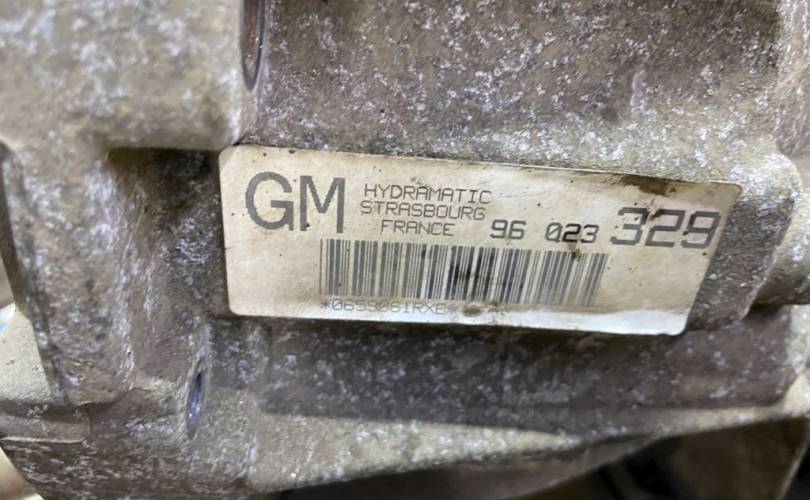 GM
HYDRAMATIC
STRASBOURG
FRANCE 96 023 329